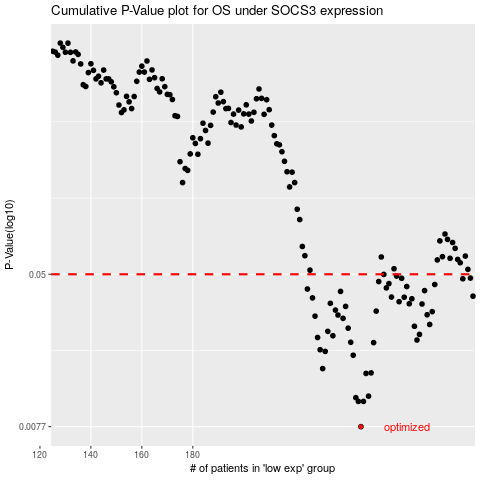 Cumulative P-Value plot for OS under SOCS3 expression
P-Value(log10)
0.05
0.0077
optimized
120 140 160 180
# of patients in 'low exp' group